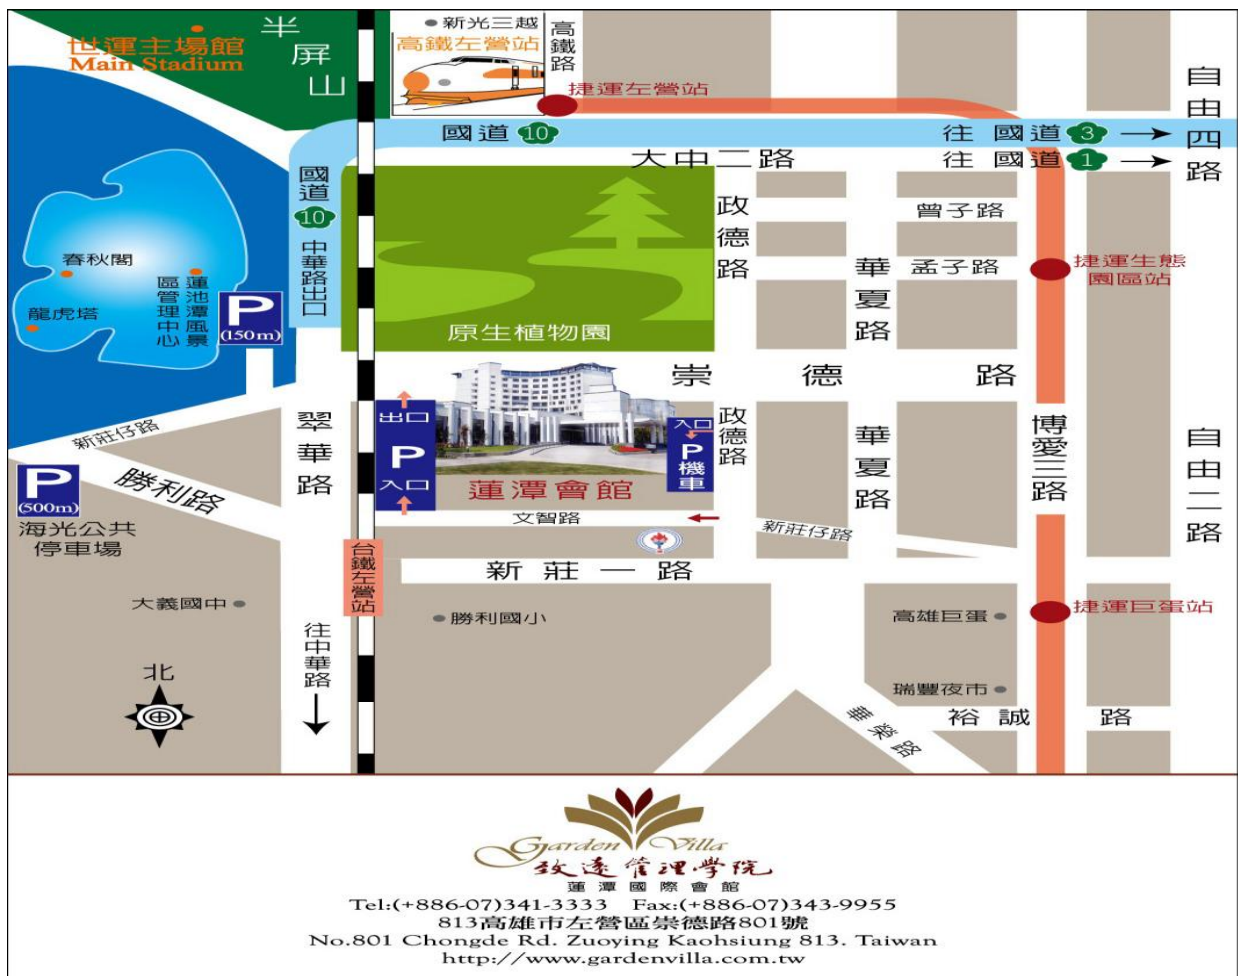 世運主場館
Main Stadium
半屏山
新光三越
高鐵左營站
高鐵路
捷運左營站
自由四路
國道 10
往 國道 3
大中二路
往 國道 1
國道 10 中華路出口
政德路
曾子路
華夏路
孟子路
捷運生態
園區站
春秋閣
龍虎塔
蓮池潭風景
區管理中心
P
(150m)
原生植物園
崇德路
翠華路
出口
P
入口
入口
P
機車
政德路
華夏路
博愛三路
自由二路
新莊仔路
勝利路
P
(500m)
海光公共
停車場
蓮潭會館
文智路
新莊仔路
台鐵左營站
新莊一路
大義國中
勝利國小
高雄巨蛋
捷運巨蛋站
往中華路
北
瑞豐夜市
裕誠路
華榮路
Garden Villa
致遠管理學院
蓮潭國際會館
Tel:(+886-07)341-3333 Fax:(+886-07)343-9955
813高雄市左營區崇德路801號
No.801 Chongde Rd. Zuoying Kaohsiung 813. Taiwan
http://www.gardenvilla.com.tw